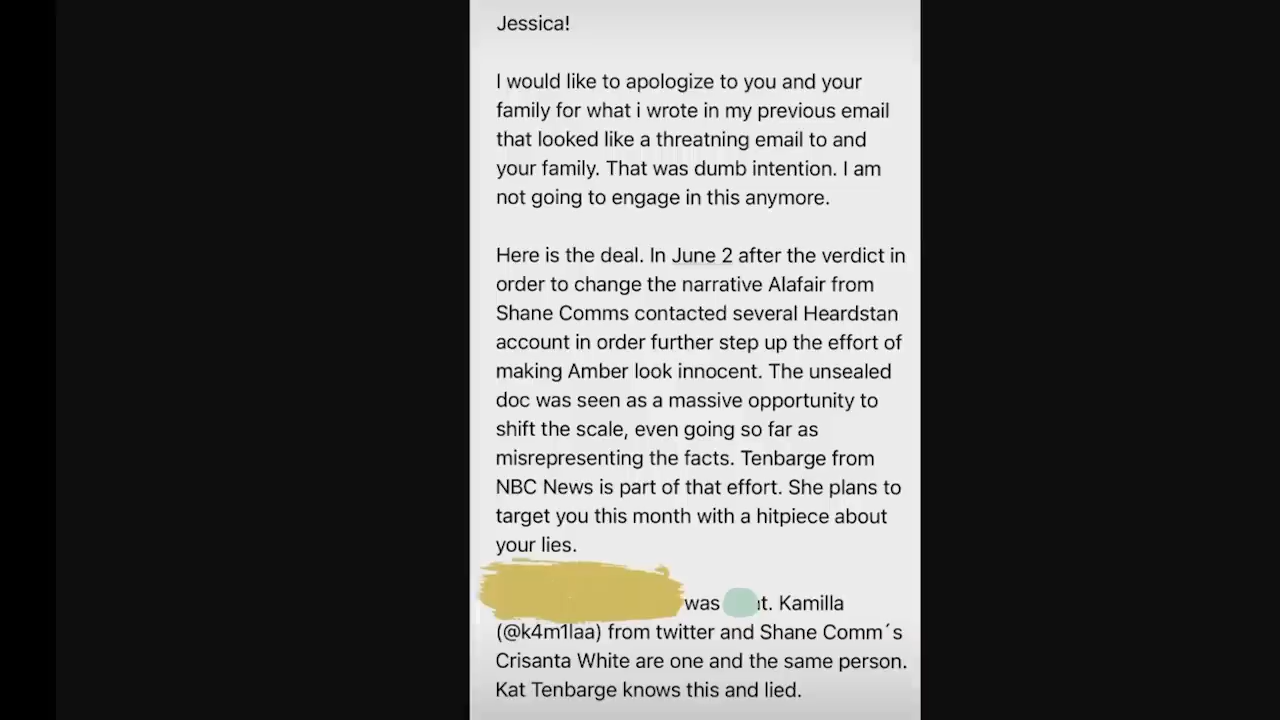 Jessica!
I would like to apologize to you and your
family for what i wrote in my previous email
that looked like a threatning email to and
your family. That was dumb intention. I am
not going to engage in this anymore.
Here is the deal. In June 2 after the verdict in
order to change the narrative Alafair from
Shane Comms contacted several Heardstan
account in order further step up the effort of
making Amber look innocent. The unsealed
doc was seen as a massive opportunity to
shift the scale, even going so far as
misrepresenting the facts. Tenbarge from
NBC News is part of that effort. She plans to
target you this month with a hitpiece about
your lies.
was t. Kamilla
(@k4m1laa) from twitter and Shane Comm´s
Crisanta White are one and the same person.
Kat Tenbarge knows this and lied.